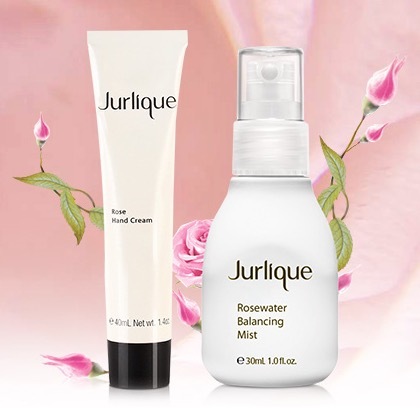 Jurlique
Rose
Hand Cream
℮ 40mL Net wt. 1.4oz.
Jurlique
Rosewater
Balancing
Mist
℮ 30mL 1.0 fl.oz.